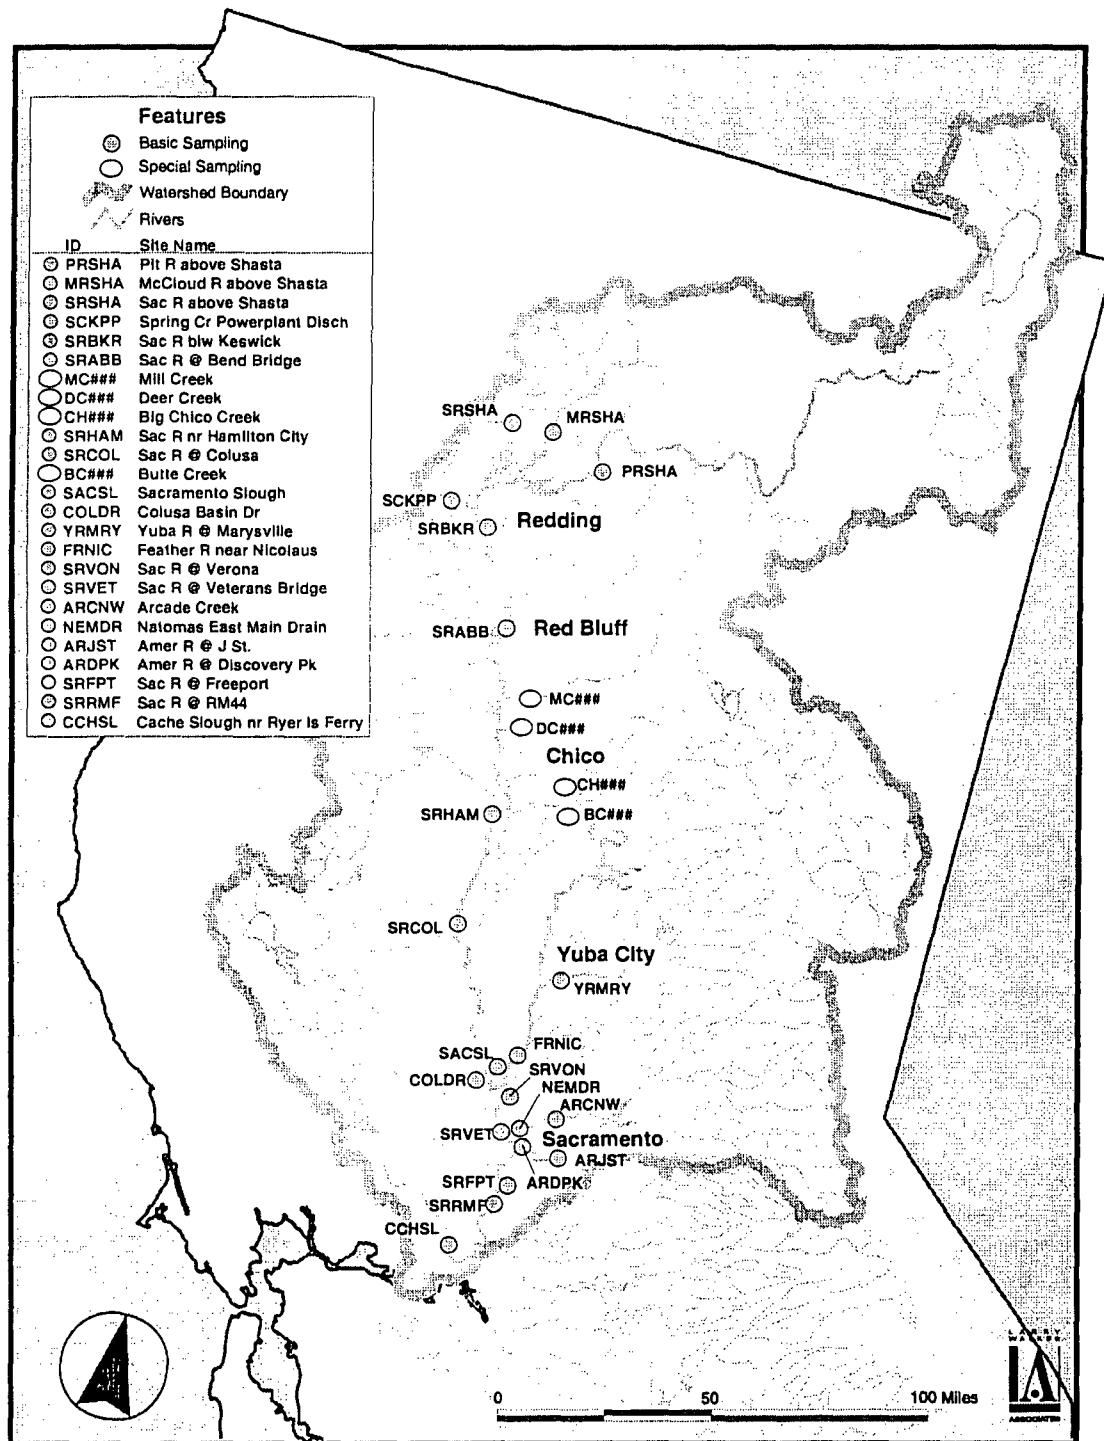 Features
Basic Sampling
Special Sampling
Watershed Boundary
Rivers
ID Site Name
PRSHA Pit R above Shasta
MRSHA McCloud R above Shasta
SRSHA Sac R above Shasta
SCKPP Spring Cr Powerplant Disch
SRBKR Sac R blw Keswick
SRABB Sac R @ Bend Bridge
MC### Mill Creek
DC### Deer Creek
CH### Big Chico Creek
SRHAM Sac R nr Hamilton City
SRCOL Sac R @ Colusa
BC### Butte Creek
SACSL Sacramento Slough
COLDR Colusa Basin Dr
YRMRY Yuba R @ Marysville
FRNIC Feather R near Nicolaus
SRVON Sac R @ Verona
SRVET Sac R @ Veterans Bridge
ARCNW Arcade Creek
NEMDR Natomas East Main Drain
ARJST Amer R @ J St.
ARDPK Amer R @ Discovery Pk
SRFPT Sac R @ Freeport
SRRMF Sac R @ RM44
CCHSL Cache Slough nr Ryer Is Ferry
SRSHA
MRSHA
PRSHA
SCKPP
SRBKR
Redding
SRABB
Red Bluff
MC###
DC###
Chico
CH###
SRHAM
BC###
SRCOL
Yuba City
YRMRY
FRNIC
SACSL
SRVON
COLDR
NEMDR
ARCNW
SRVET
Sacramento
ARJST
SRFPT
ARDPK
SRRMF
CCHSL
0 50 100 Miles
LARRY
WALKER
LA
ASSOCIATES